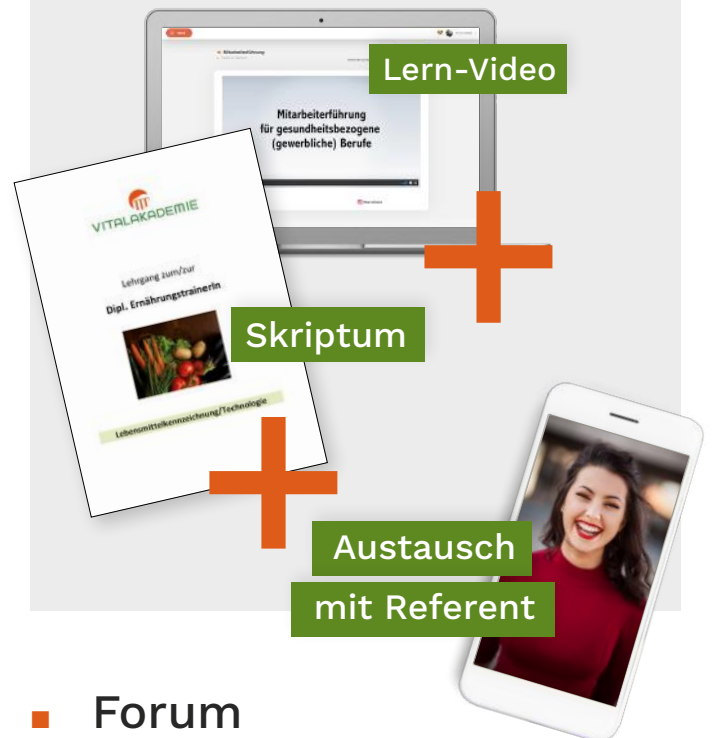 Mitarbeiterführung
Lern-Video
Mitarbeiterführung
für gesundheitsbezogene
(gewerbliche) Berufe
VITALAKADEMIE
Lehrgang zum/zur
Dipl. ErnährungstrainerIn
Lebensmittelkennzeichnung/Technologie
Skriptum
Austausch
mit Referent
Forum